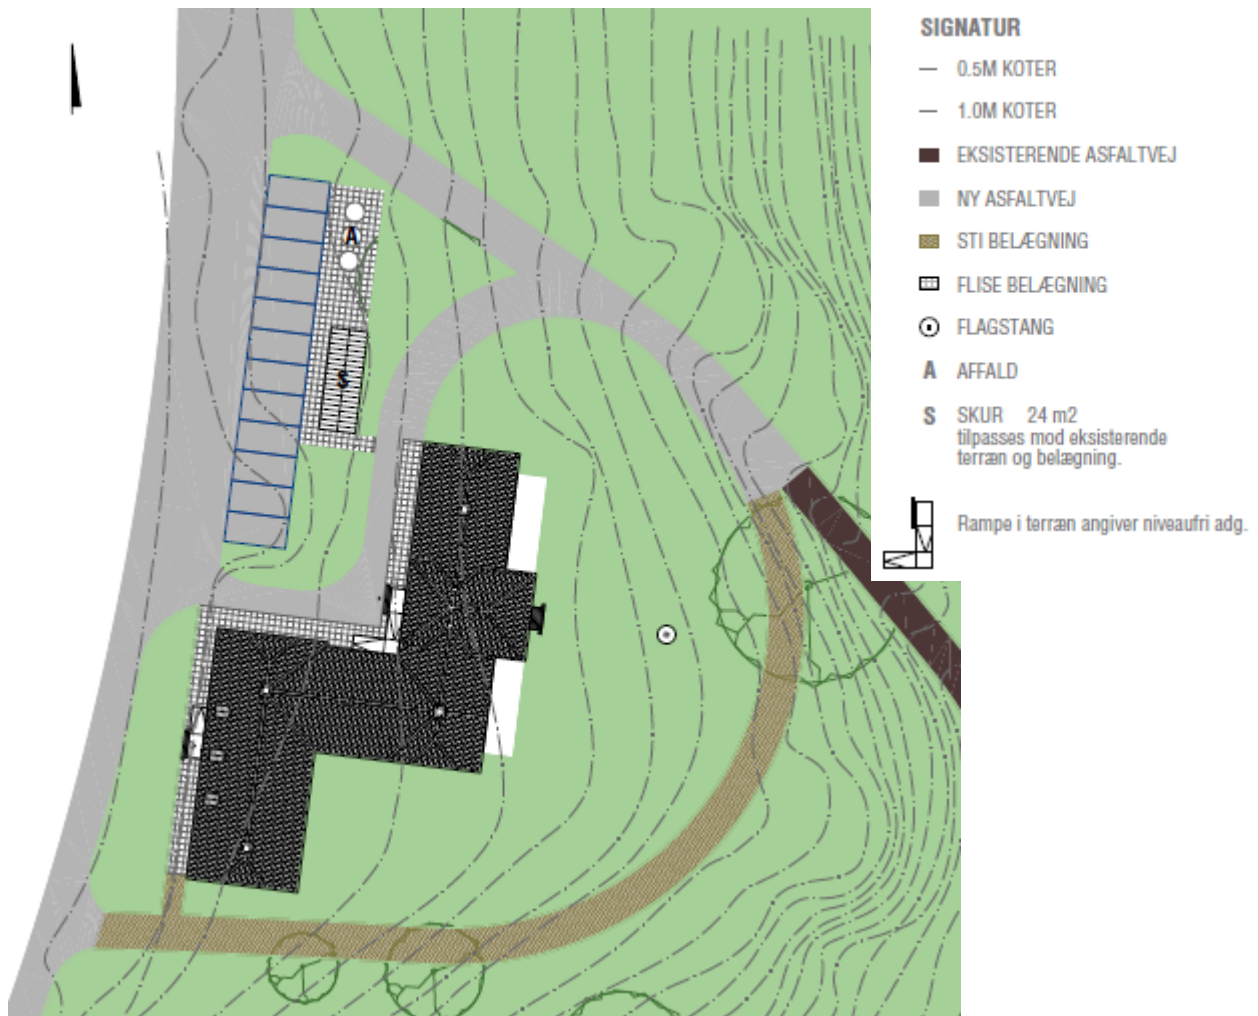 SIGNATUR
0.5M KOTER
1.0M KOTER
EKSISTERENDE ASFALTVEJ
NY ASFALTVEJ
STI BELÆGNING
FLISE BELÆGNING
FLAGSTANG
A AFFALD
S SKUR 24 m2
tilpasses mod eksisterende
terræn og belægning.
Rampe i terræn angiver niveaufri adg.
A
S